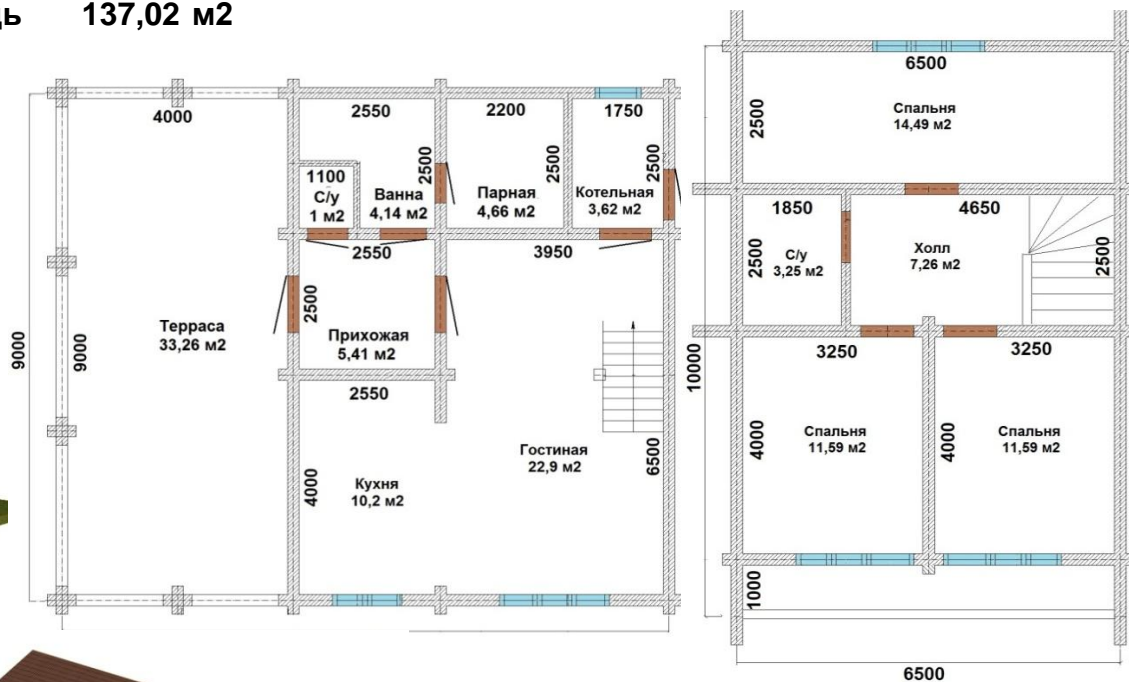 дь 137,02 м2
4000
2550
2200
1750
2500
2500
2500
1100
С/у
1 м2
Ванна
4,14 м2
Парная
4,66 м2
Котельная
3,62 м2
2550
3950
2500
Прихожая
5,41 м2
2550
9000
9000
Терраса
33,26 м2
4000
Кухня
10,2 м2
Гостиная
22,9 м2
6500
6500
2500
Спальня
14,49 м2
1850
4650
2500
С/у
3,25 м2
Холл
7,26 м2
2500
3250
3250
10000
4000
Спальня
11,59 м2
4000
Спальня
11,59 м2
1000
6500